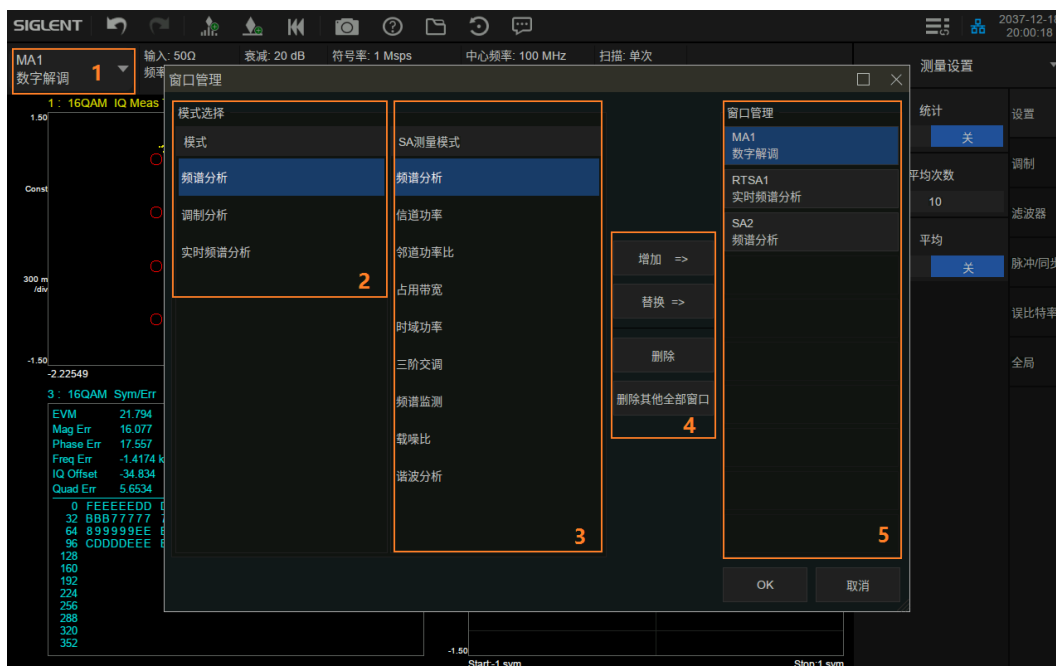 SIGLENT
2037-12-18
20:00:18
MA1
数字解调
1
输入: 50Ω
衰减: 20 dB
符号率: 1 Msps
中心频率: 100 MHz
扫描: 单次
频率
测量设置
窗口管理
1 : 16QAM IQ Meas
1.50
Const
300 m
/div
-1.50
-2.22549
模式选择
模式
频谱分析
调制分析
实时频谱分析
2
SA测量模式
频谱分析
信道功率
邻道功率比
占用带宽
时域功率
三阶交调
频谱监测
载噪比
谐波分析
3
增加 =>
替换 =>
删除
删除其他全部窗口
4
窗口管理
MA1
数字解调
RTSA1
实时频谱分析
SA2
频谱分析
5
OK
取消
统计
关
平均次数
10
平均
关
设置
调制
滤波器
脉冲/同步
误比特率
全局
3 : 16QAM Sym/Err
EVM 21.794
Mag Err 16.077
Phase Err 17.557
Freq Err -1.4174 k
IQ Offset -34.834
Quad Err 5.6534
0 FEEEEEDD
32 BBB77777
64 899999EE
96 CDDDDEEE
128
160
192
224
256
288
320
352
-1.50
Start:-1 sym
Stop:1 sym